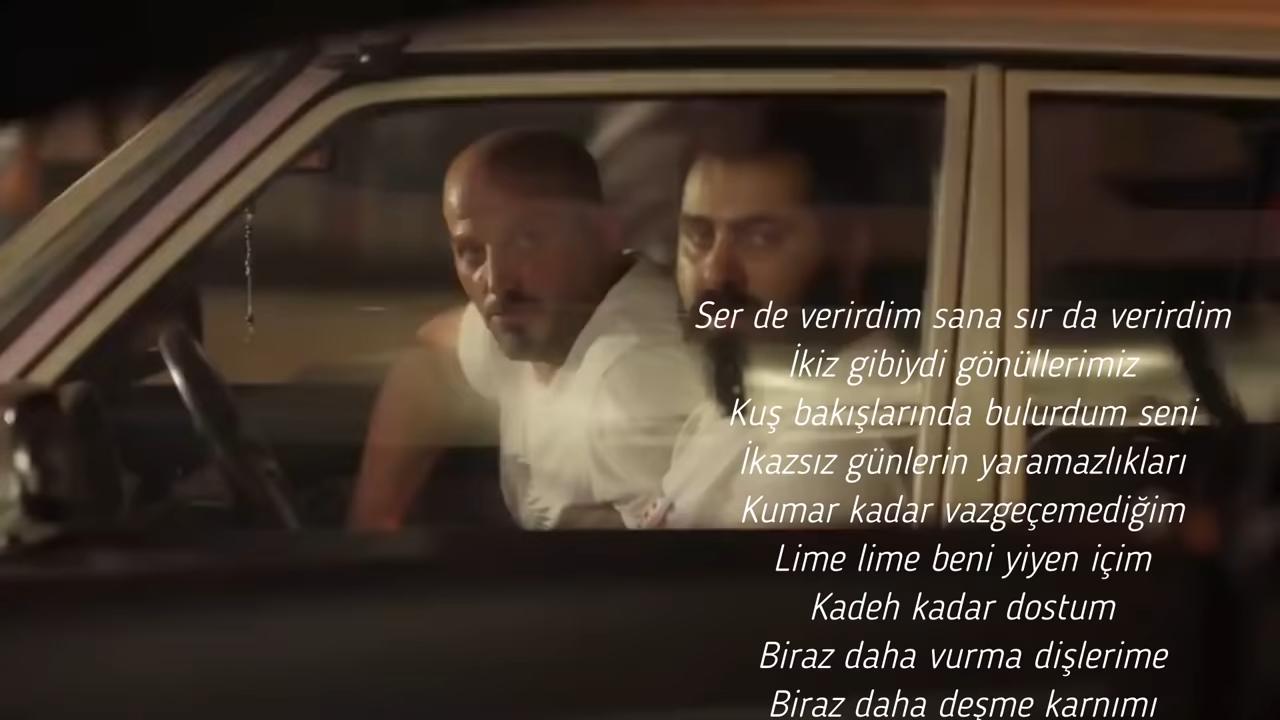 Ser de verirdim sana sır da verirdim
İkiz gibiydi gönüllerimiz
Kuş bakışlarında bulurdum seni
İkazsız günlerin yaramazlıkları
Kumar kadar vazgeçemediğim
Lime lime beni yiyen içim
Kadeh kadar dostum
Biraz daha vurma dişlerime
Biraz daha deşme karnımı